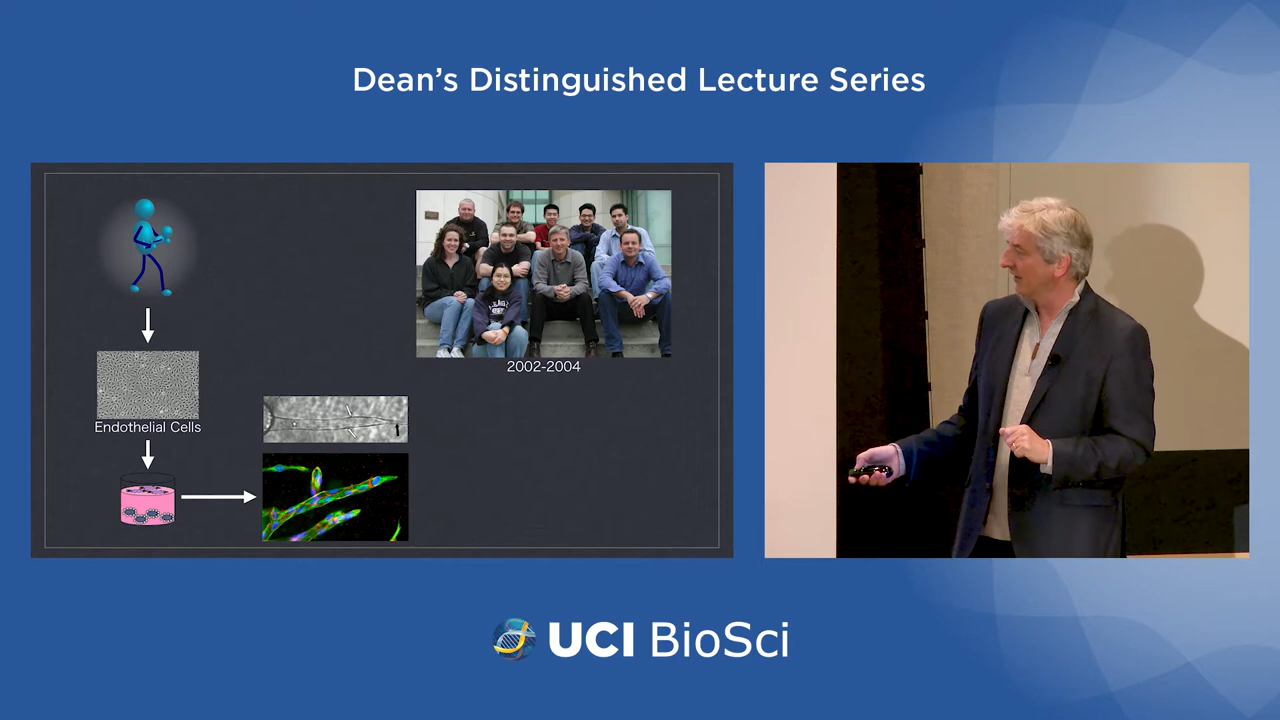 Dean's Distinguished Lecture Series
2002-2004
Endothelial Cells
UCI BioSci